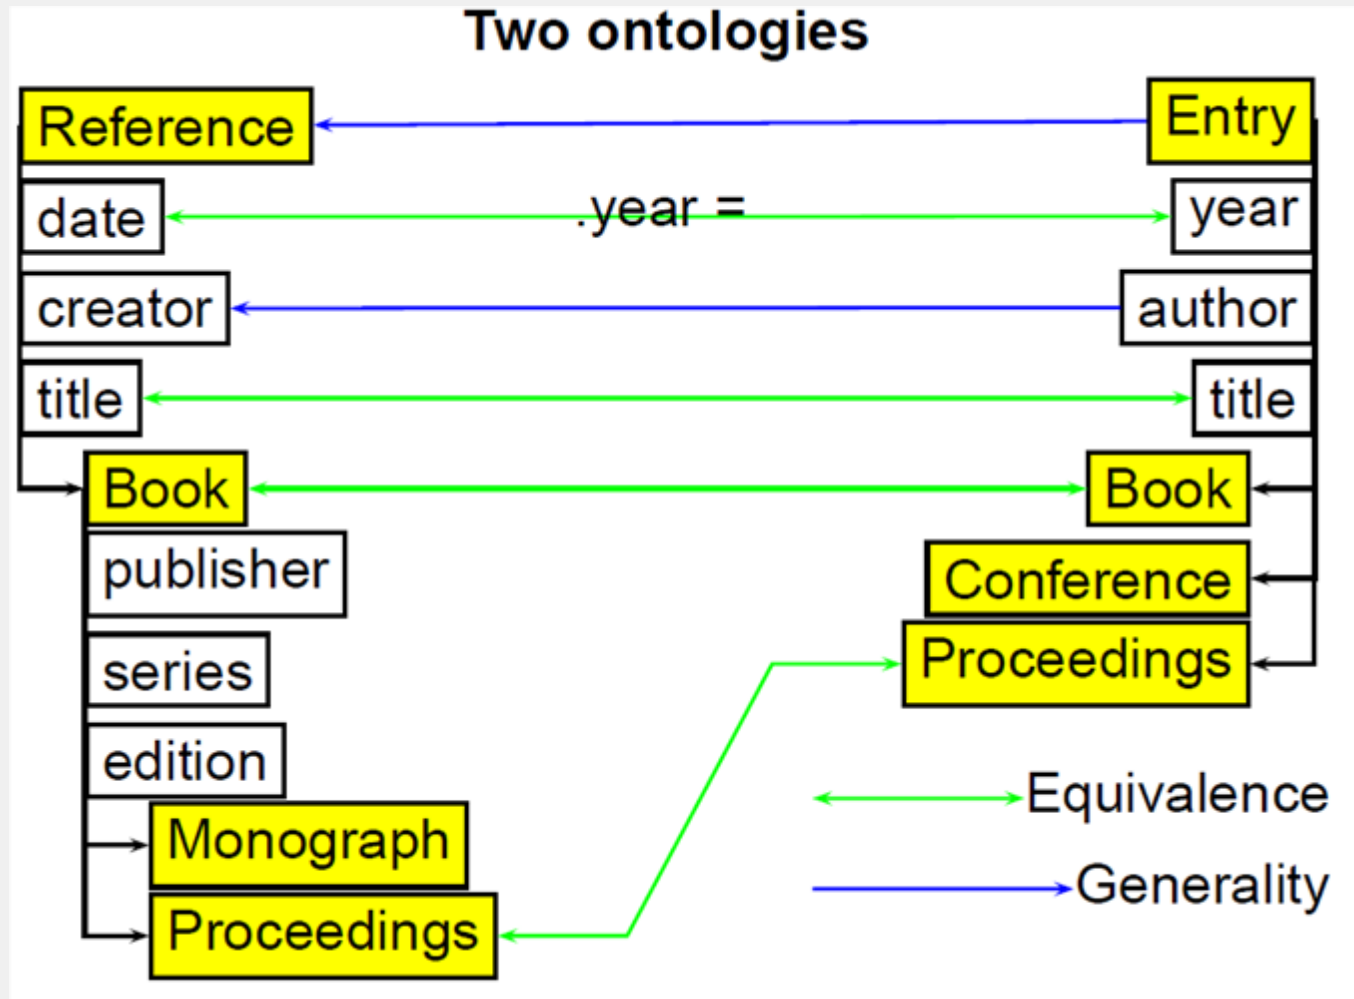 Two ontologies
Reference
Entry
date
.year =
year
creator
author
title
title
Book
Book
publisher
Conference
series
Proceedings
edition
Equivalence
Monograph
Generality
Proceedings